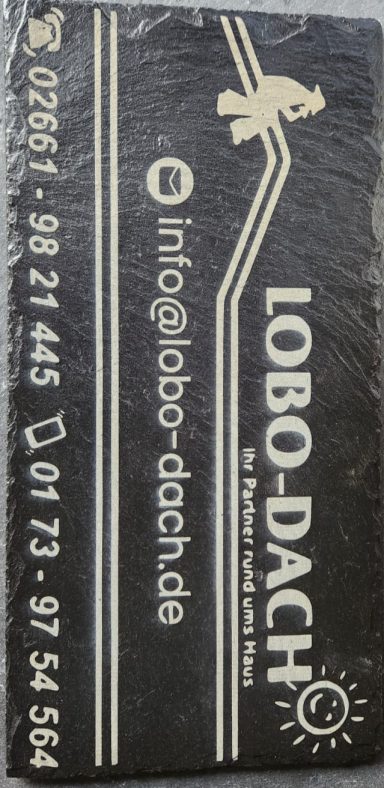 LOBO-DACH
Ihr Partner rund ums Haus
info@lobo-dach.de
02661 - 98 21 445 01 73 - 97 54 564